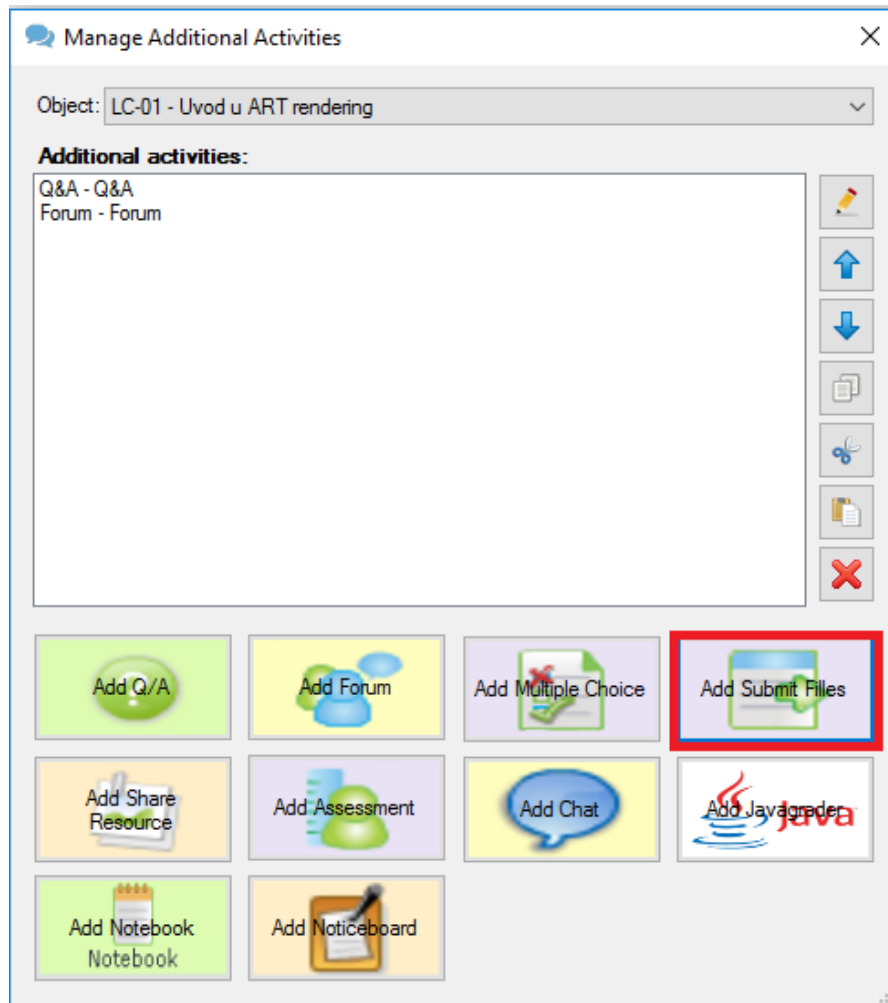 Manage Additional Activities
Object: LC-01 - Uvod u ART rendering
Additional activities:
Q&A - Q&A
Forum - Forum
Add Q/A
Add Forum
Add Multiple Choice
Add Submit Filles
Add Share
Resource
Add Assessment
Add Chat
Add Javagrader
Java
Add Notebook
Notebook
Add Noticeboard